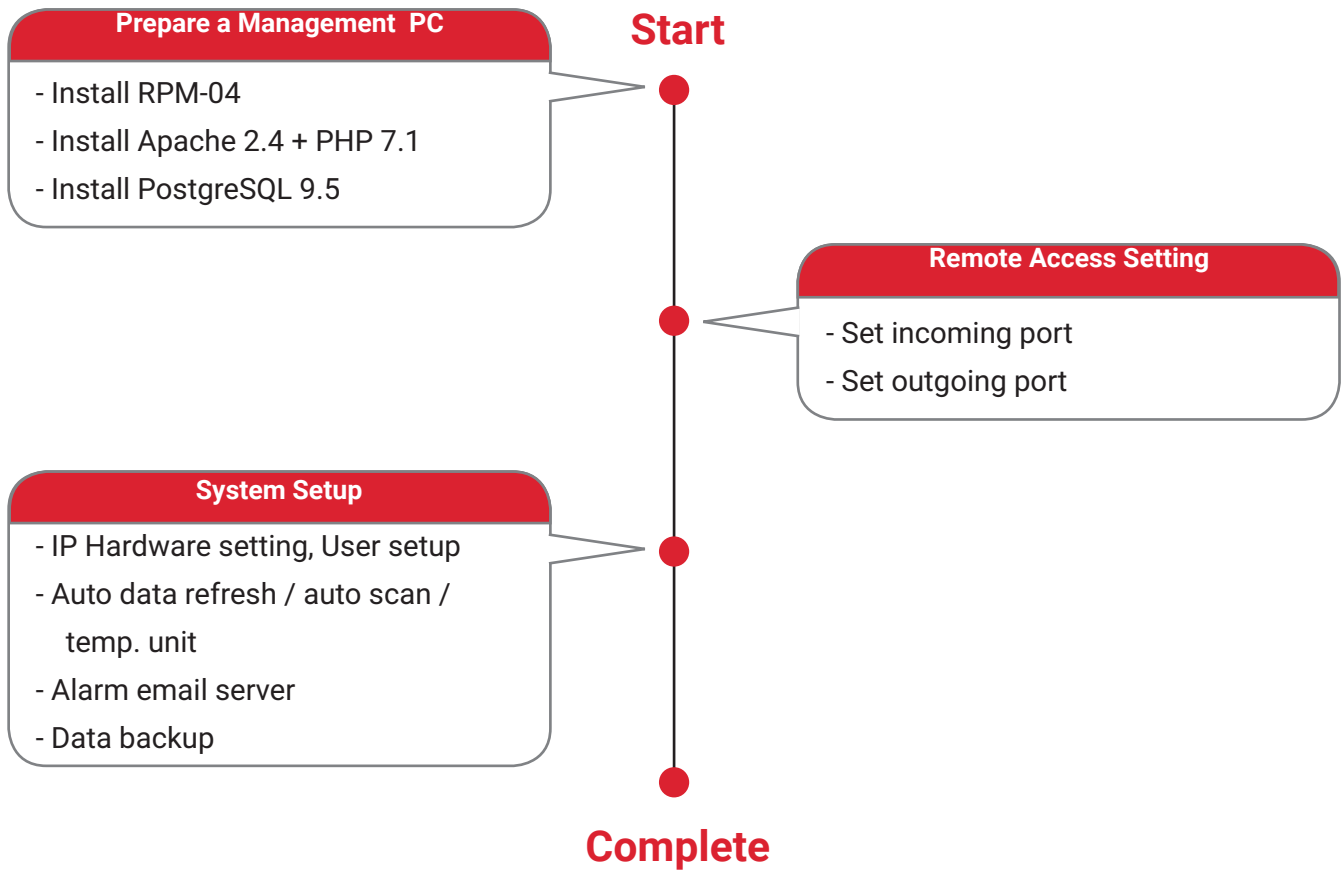 Start
Prepare a Management PC
- Install RPM-04
- Install Apache 2.4 + PHP 7.1
- Install PostgreSQL 9.5
Remote Access Setting
- Set incoming port
- Set outgoing port
System Setup
- IP Hardware setting, User setup
- Auto data refresh / auto scan /
temp. unit
- Alarm email server
- Data backup
Complete